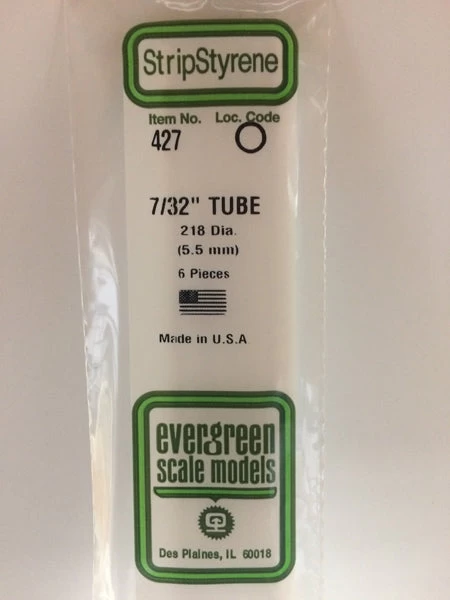 StripStyrene
Item No. Loc. Code
427 O
7/32" TUBE
218 Dia.
(5.5 mm)
6 Pieces
Made in U.S.A
evergreen
scale models
Des Plaines, IL 60018